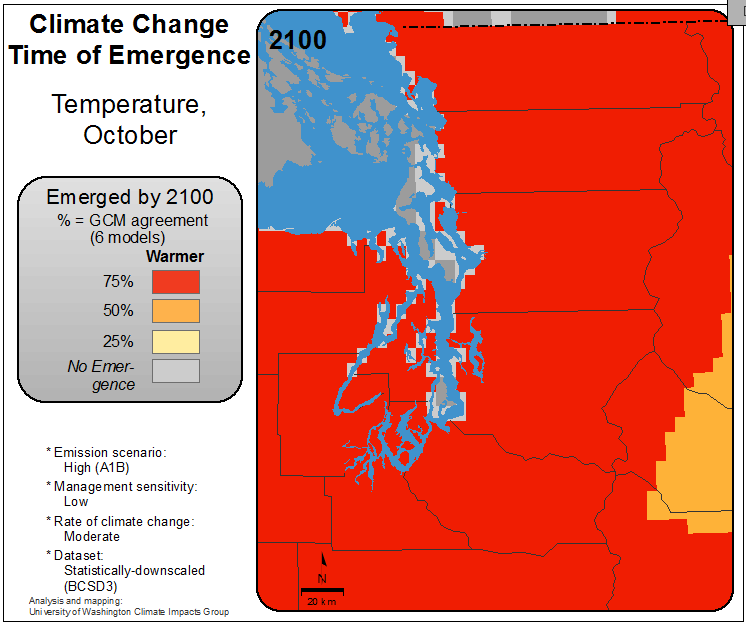 Climate Change
Time of Emergence
Temperature,
October
Emerged by 2100
% = GCM agreement
(6 models)
Warmer
75%
50%
25%
No Emer-
gence
* Emission scenario:
High (A1B)
* Management sensitivity:
Low
* Rate of climate change:
Moderate
* Dataset:
Statistically-downscaled
(BCSD3)
Analysis and mapping:
University of Washington Climate Impacts Group
2100
N
20 km